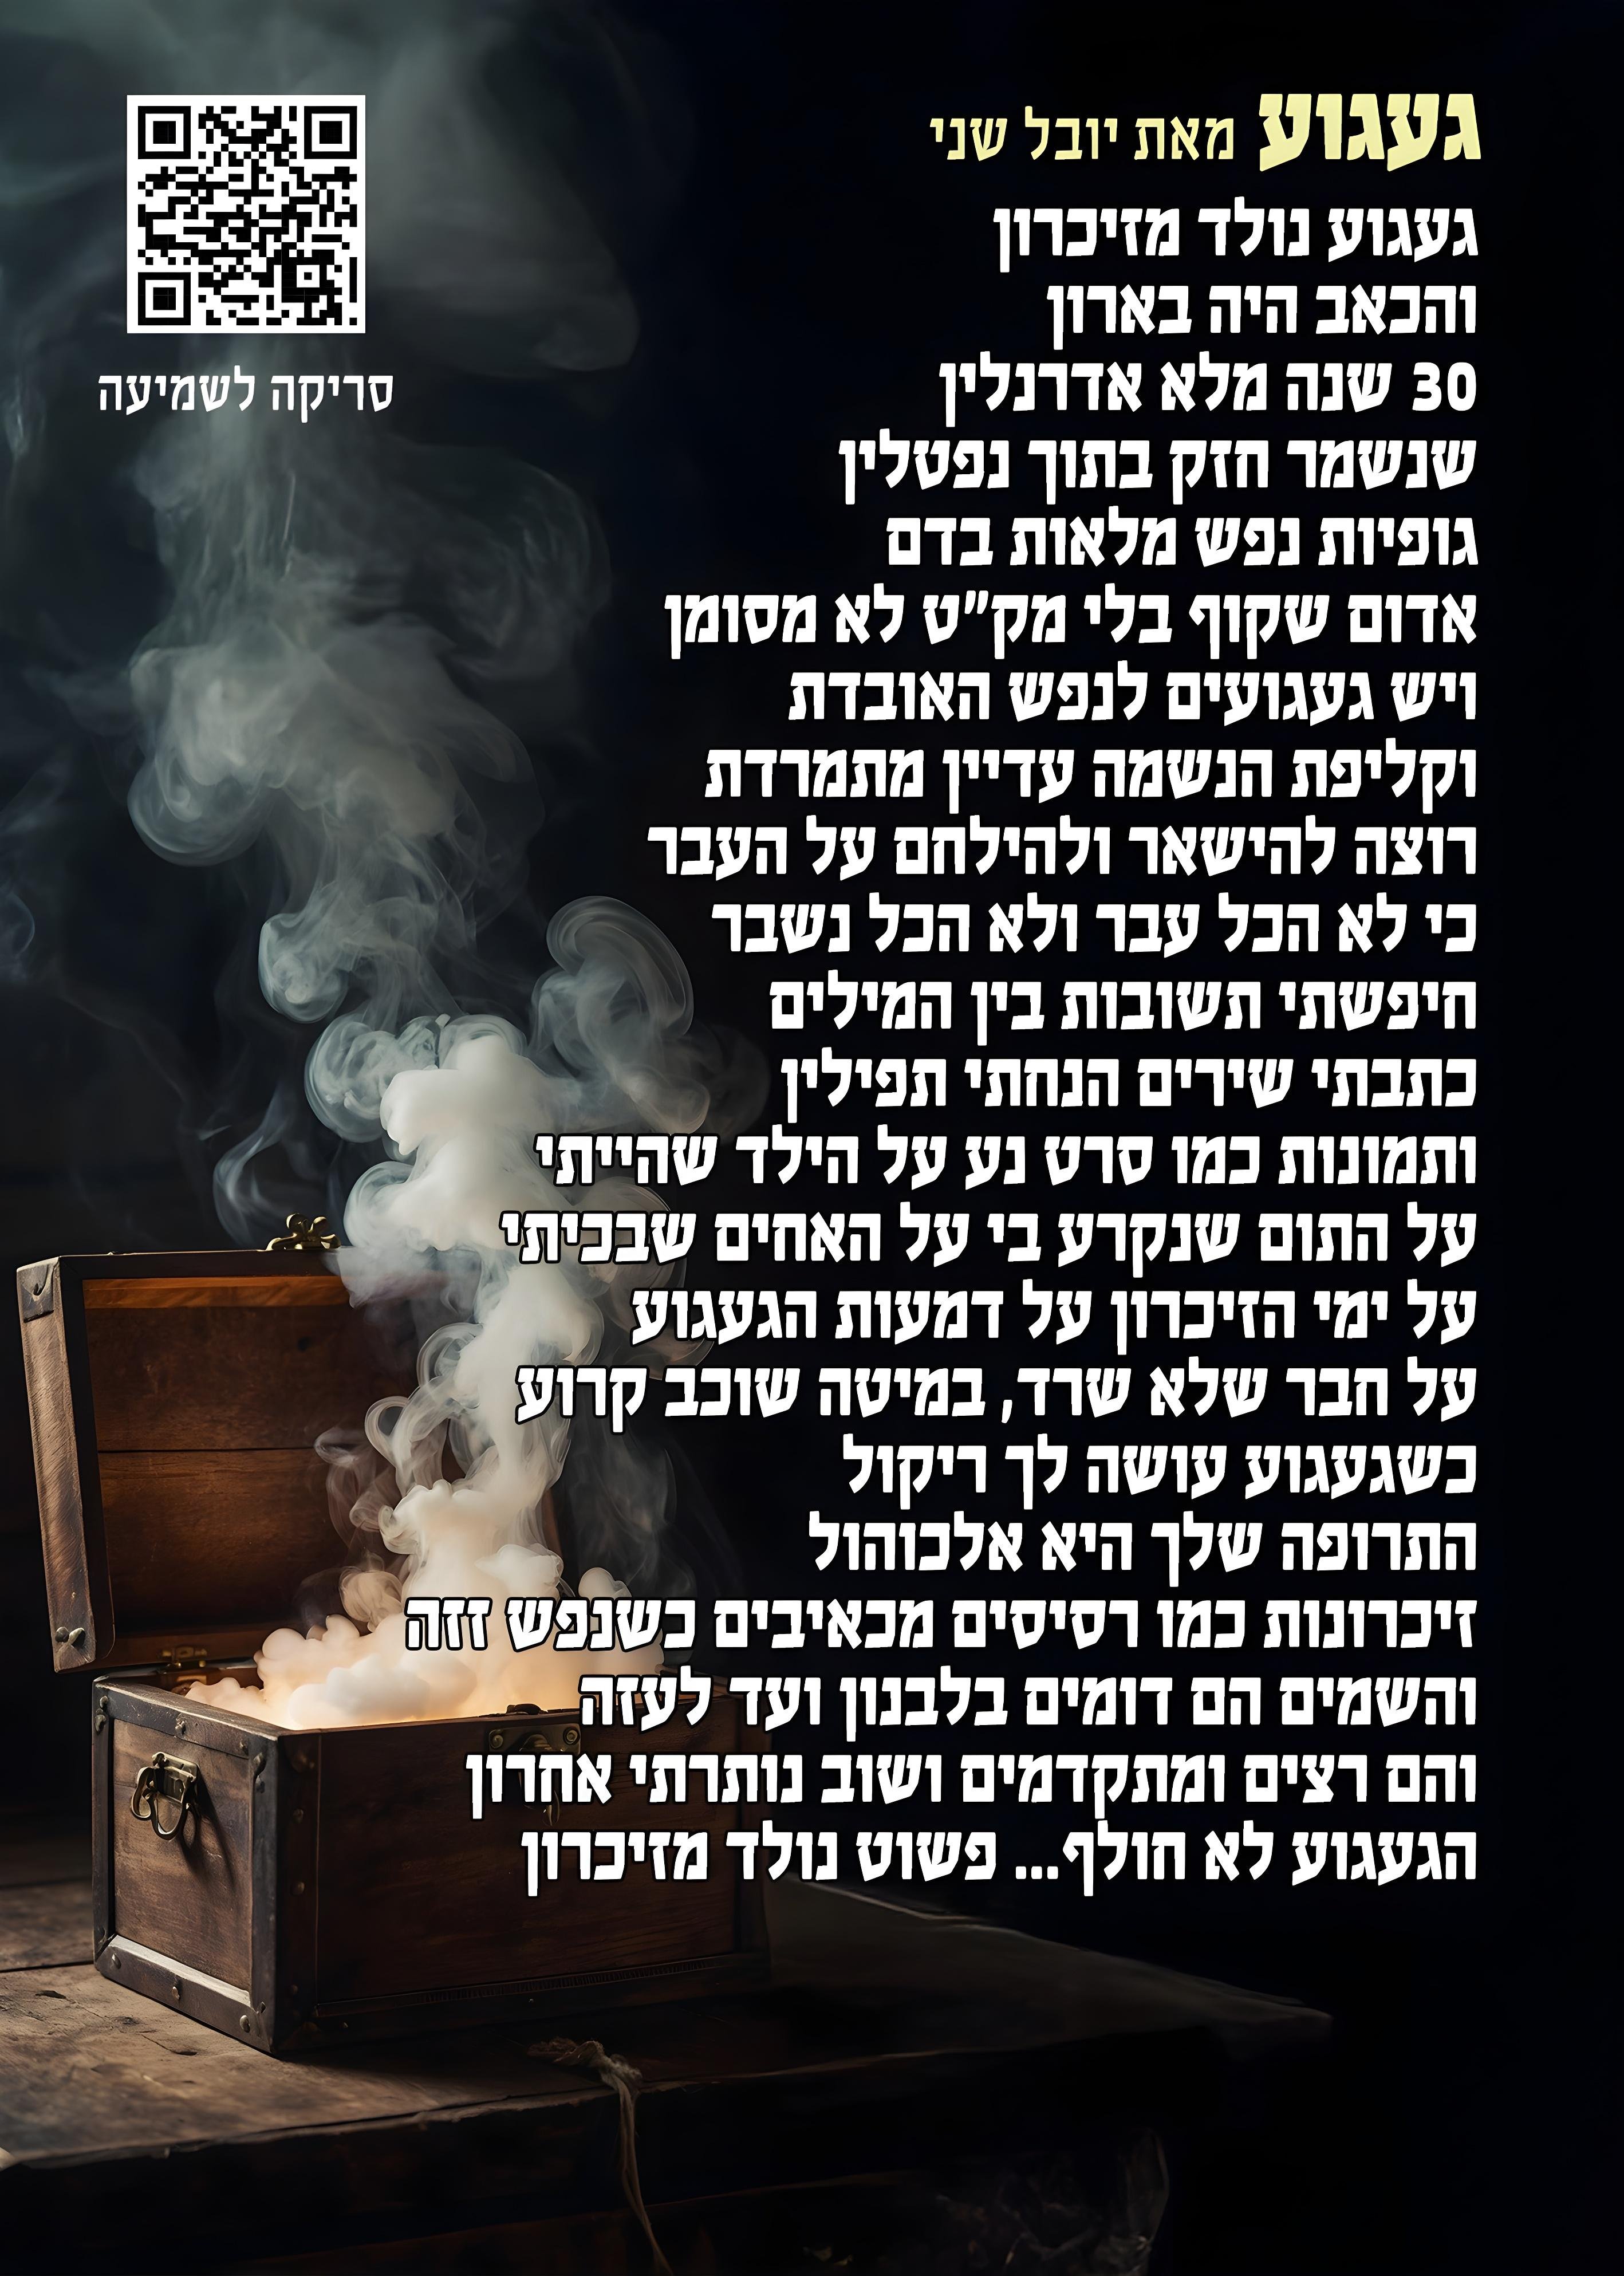 געגוע מאת יובל שני
געגוע נולד מזיכרון
והכאב היה בארון
30 שנה מלא אדרנלין
שנשמר חזק בתוך נפטלין
גופיות נפש מלאות בדם
אדום שקוף בלי מק"ט לא מסומן
ויש געגועים לנפש האובדת
וקליפת הנשמה עדיין מתמרדת
רוצה להישאר ולהילחם על העבר
כי לא הכל עבר ולא הכל נשבר
חיפשתי תשובות בין המילים
כתבתי שירים הנחתי תפילין
ותמונות כמו סרט נע על הילד שהייתי
על התום שנקרע בי על האחים שבכיתי
על ימי הזיכרון על דמעות הגעגוע
על חבר שלא שרד, במיטה שוכב קרוע
כשגעגוע עושה לך ריקול
התרופה שלך היא אלכוהול
זיכרונות כמו רסיסים מכאיבים כשנפש זזה
והשמים הם דומים בלבנון ועד לעזה
והם רצים ומתקדמים ושוב נותרתי אחרון
הגעגוע לא חולף... פשוט נולד מזיכרון
סריקה לשמיעה